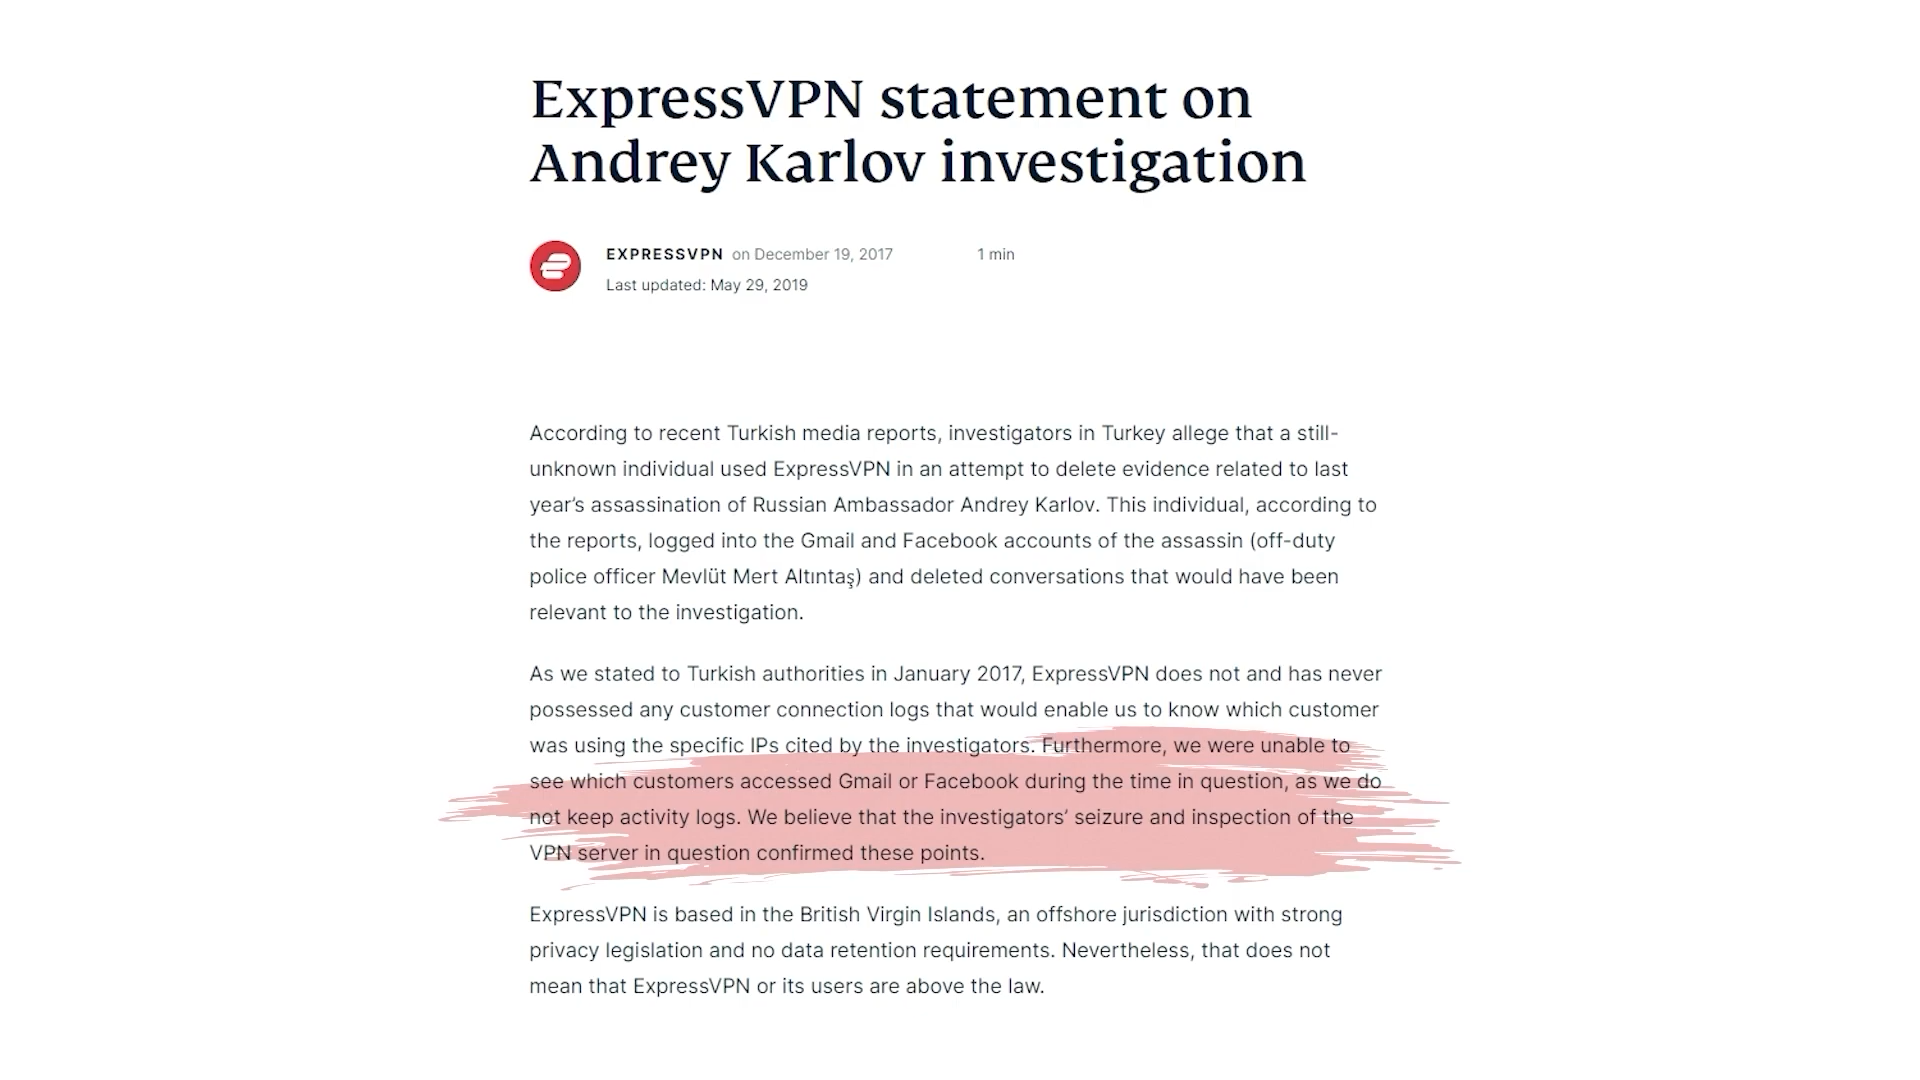 ExpressVPN statement on
Andrey Karlov investigation
EXPRESSVPN on December 19, 2017 1 min
Last updated: May 29, 2019
According to recent Turkish media reports, investigators in Turkey allege that a still-
unknown individual used ExpressVPN in an attempt to delete evidence related to last
year’s assassination of Russian Ambassador Andrey Karlov. This individual, according to
the reports, logged into the Gmail and Facebook accounts of the assassin (off-duty
police officer Mevlüt Mert Altıntaş) and deleted conversations that would have been
relevant to the investigation.
As we stated to Turkish authorities in January 2017, ExpressVPN does not and has never
possessed any customer connection logs that would enable us to know which customer
was using the specific IPs cited by the investigators. Furthermore, we were unable to
see which customers accessed Gmail or Facebook during the time in question, as we do
not keep activity logs. We believe that the investigators’ seizure and inspection of the
VPN server in question confirmed these points.
ExpressVPN is based in the British Virgin Islands, an offshore jurisdiction with strong
privacy legislation and no data retention requirements. Nevertheless, that does not
mean that ExpressVPN or its users are above the law.